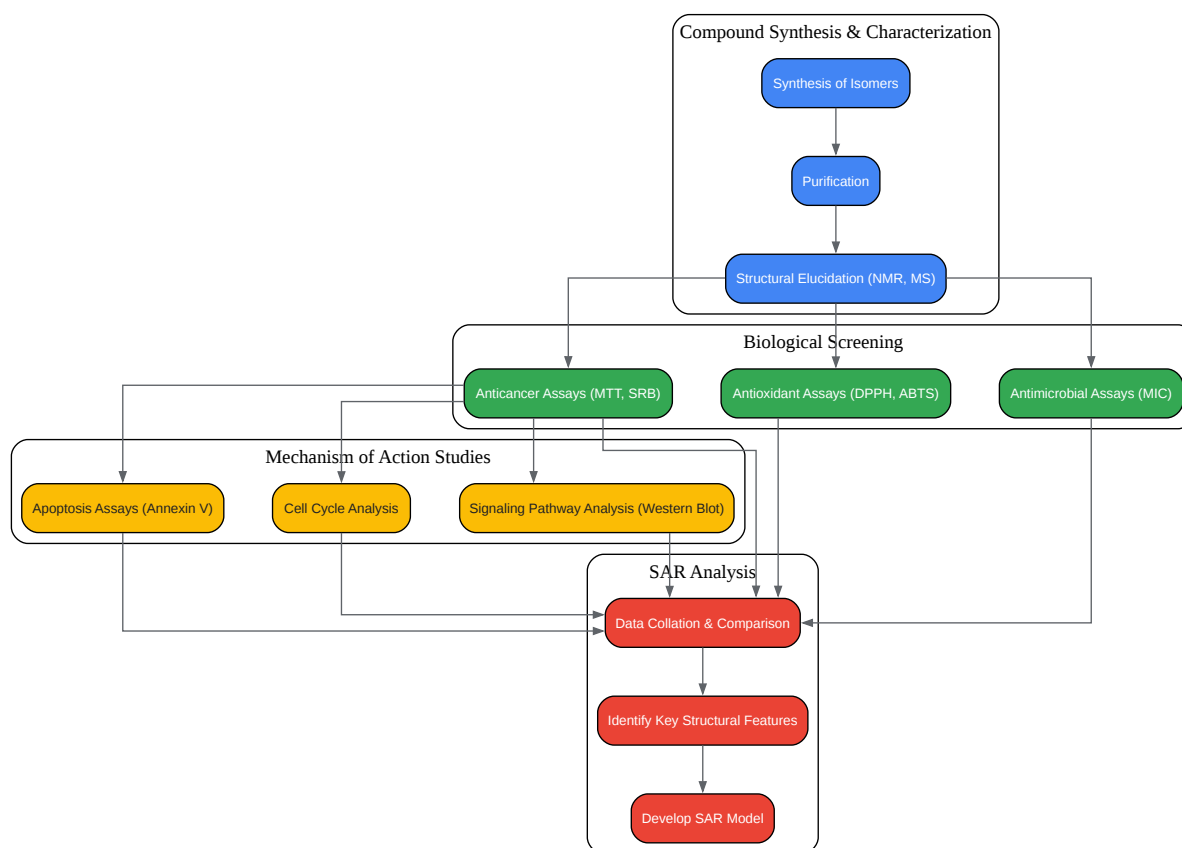 Compound Synthesis & Characterization
Synthesis of Isomers
Purification
Structural Elucidation (NMR, MS)
Biological Screening
Anticancer Assays (MTT, SRB)
Antioxidant Assays (DPPH, ABTS)
Antimicrobial Assays (MIC)
Mechanism of Action Studies
Apoptosis Assays (Annexin V)
Cell Cycle Analysis
Signaling Pathway Analysis (Western Blot)
SAR Analysis
Data Collation & Comparison
Identify Key Structural Features
Develop SAR Model